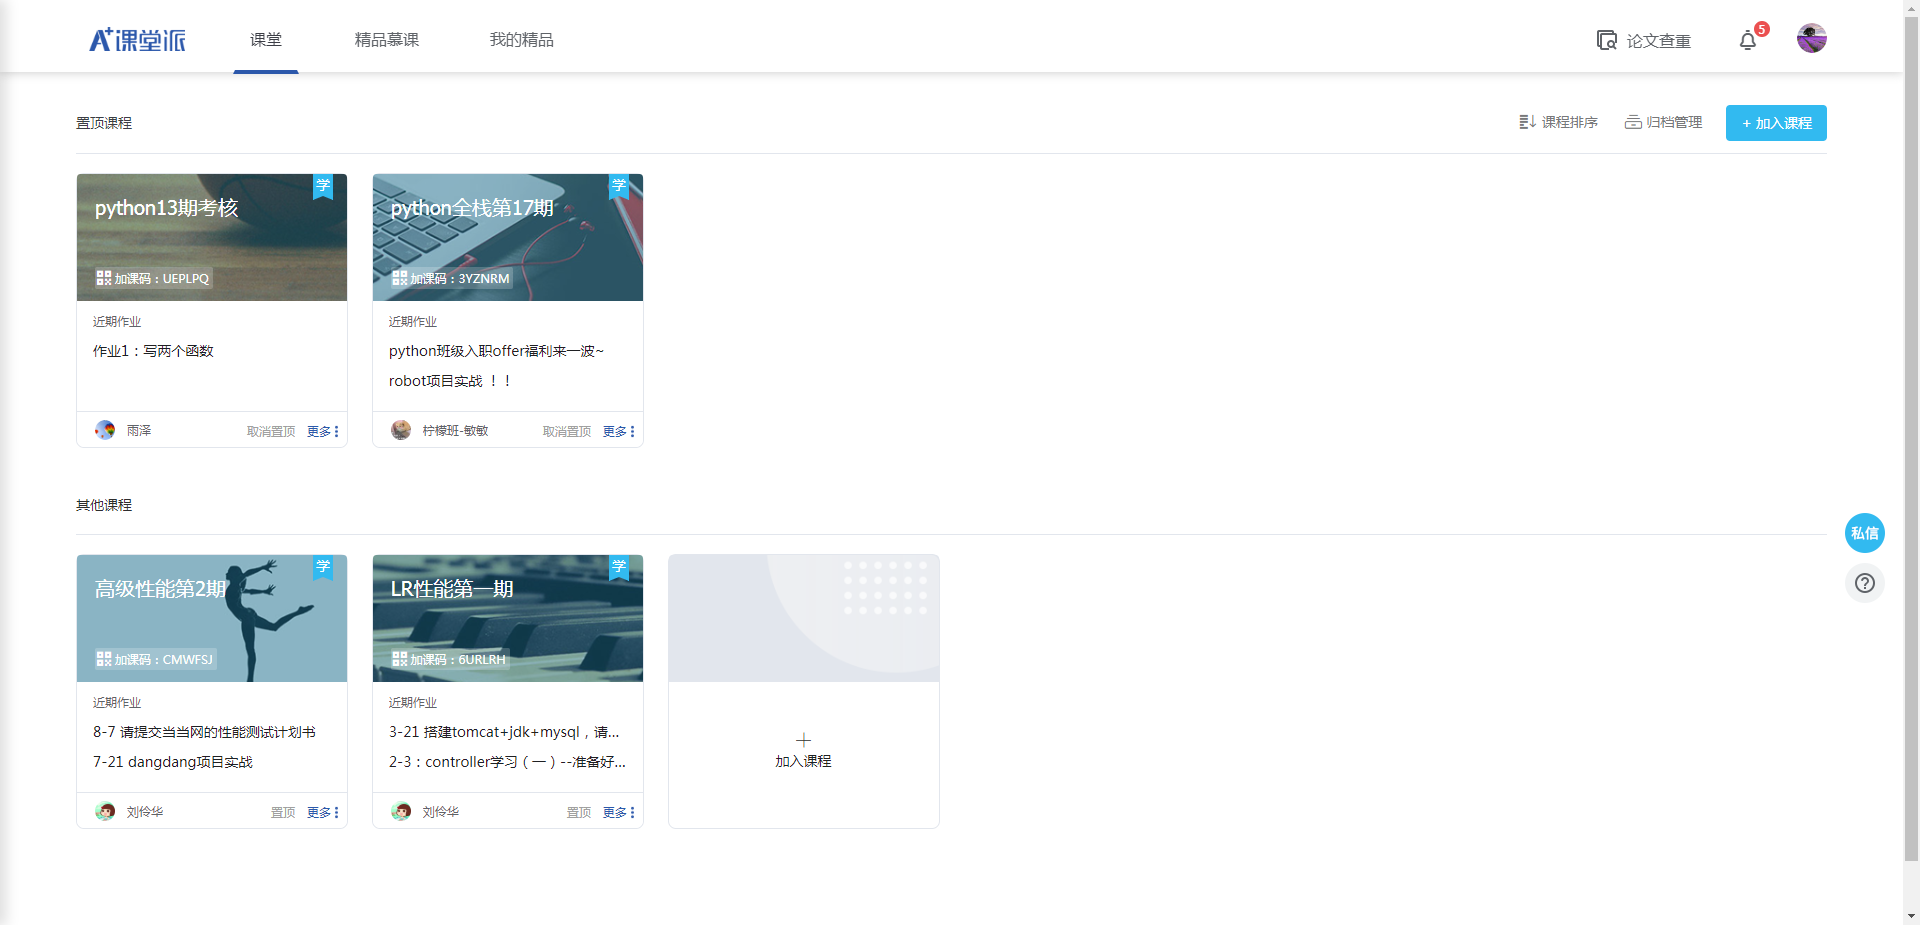 A+课堂派 课堂 精品慕课 我的精品 论文查重 5
置顶课程 课程排序 归档管理 + 加入课程
学 学
python13期考核 python全栈第17期
加课码：UEPLPQ 加课码：3YZNRM
近期作业 近期作业
作业1：写两个函数 python班级入职offer福利来一波~
robot项目实战 ！！
雨泽 取消置顶 更多 柠檬班-敏敏 取消置顶 更多
其他课程
私信
学 学
高级性能第2期 LR性能第一期
加课码：CMWFSJ 加课码：6URLRH
近期作业 近期作业
8-7 请提交当当网的性能测试计划书 3-21 搭建tomcat+jdk+mysql，请...
7-21 dangdang项目实战 2-3：controller学习（一）--准备好...
加入课程
刘伶华 置顶 更多 刘伶华 置顶 更多